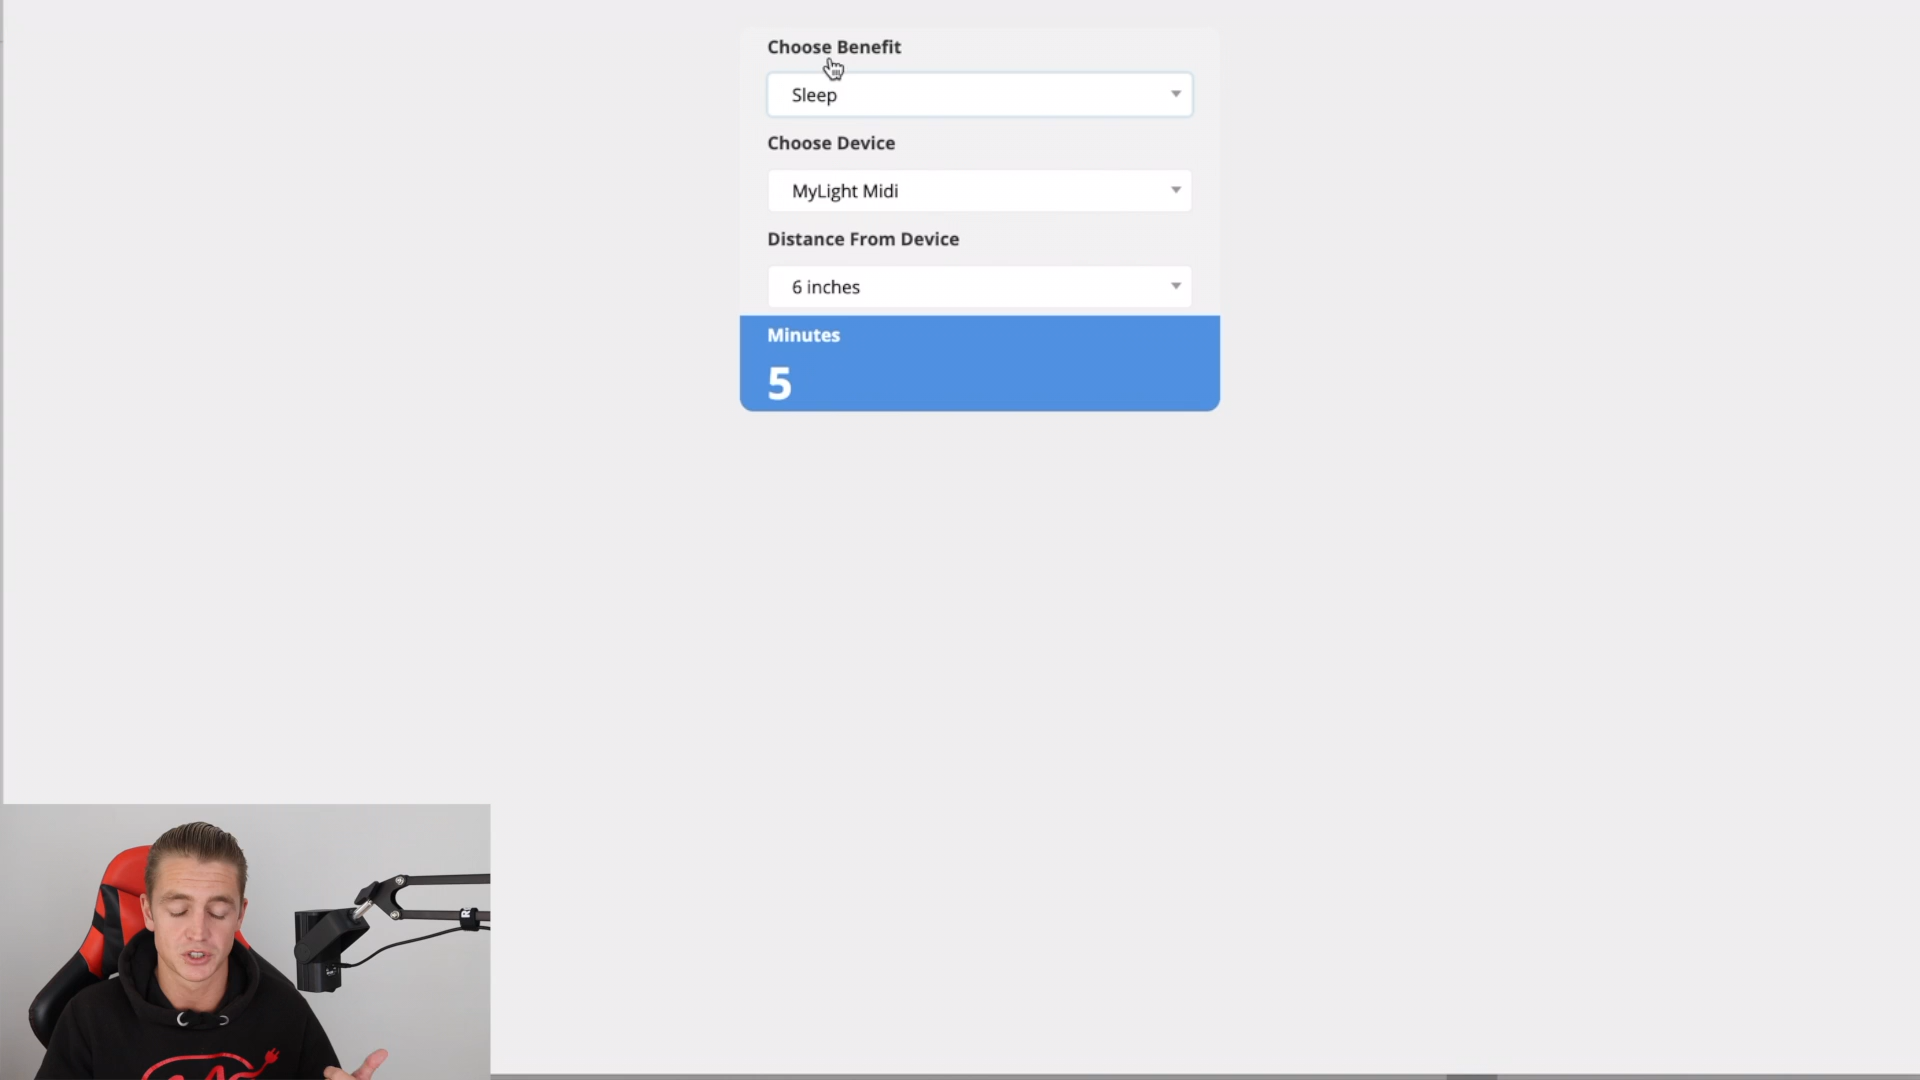 Choose Benefit
Sleep
Choose Device
MyLight Midi
Distance From Device
6 inches
Minutes
5